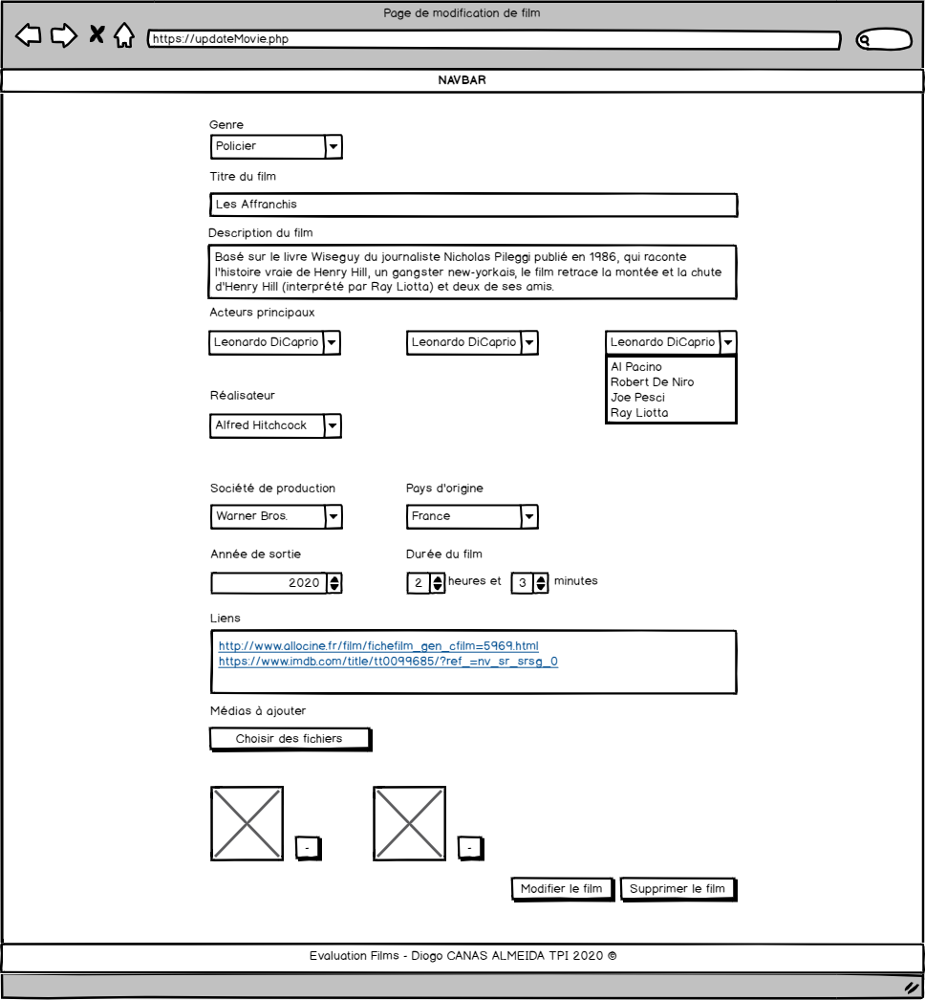 Page de modification de film
https://updateMovie.php
NAVBAR
Genre
Policier
Titre du film
Les Affranchis
Description du film
Basé sur le livre Wiseguy du journaliste Nicholas Pileggi publié en 1986, qui raconte
l'histoire vraie de Henry Hill, un gangster new-yorkais, le film retrace la montée et la chute
d'Henry Hill (interprété par Ray Liotta) et deux de ses amis.
Acteurs principaux
Leonardo DiCaprio Leonardo DiCaprio Leonardo DiCaprio
Al Pacino
Robert De Niro
Joe Pesci
Ray Liotta
Réalisateur
Alfred Hitchcock
Société de production Pays d'origine
Warner Bros. France
Année de sortie Durée du film
2020 2 heures et 3 minutes
Liens
http://www.allocine.fr/film/fichefilm_gen_cfilm=5969.html
https://www.imdb.com/title/tt0099685/?ref_=nv_sr_srsg_0
Médias à ajouter
Choisir des fichiers
- -
Modifier le film Supprimer le film
Evaluation Films - Diogo CANAS ALMEIDA TPI 2020 ©